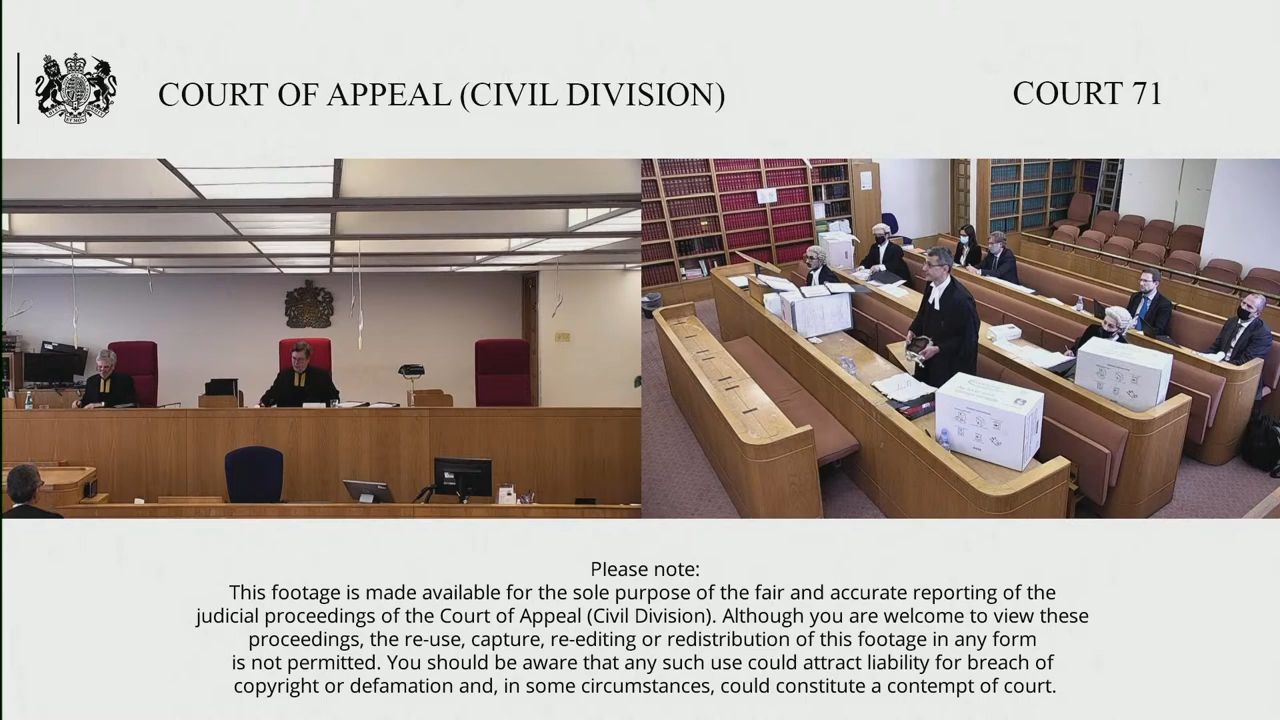 COURT OF APPEAL (CIVIL DIVISION)
COURT 71
Please note:
This footage is made available for the sole purpose of the fair and accurate reporting of the
judicial proceedings of the Court of Appeal (Civil Division). Although you are welcome to view these
proceedings, the re-use, capture, re-editing or redistribution of this footage in any form
is not permitted. You should be aware that any such use could attract liability for breach of
copyright or defamation and, in some circumstances, could constitute a contempt of court.